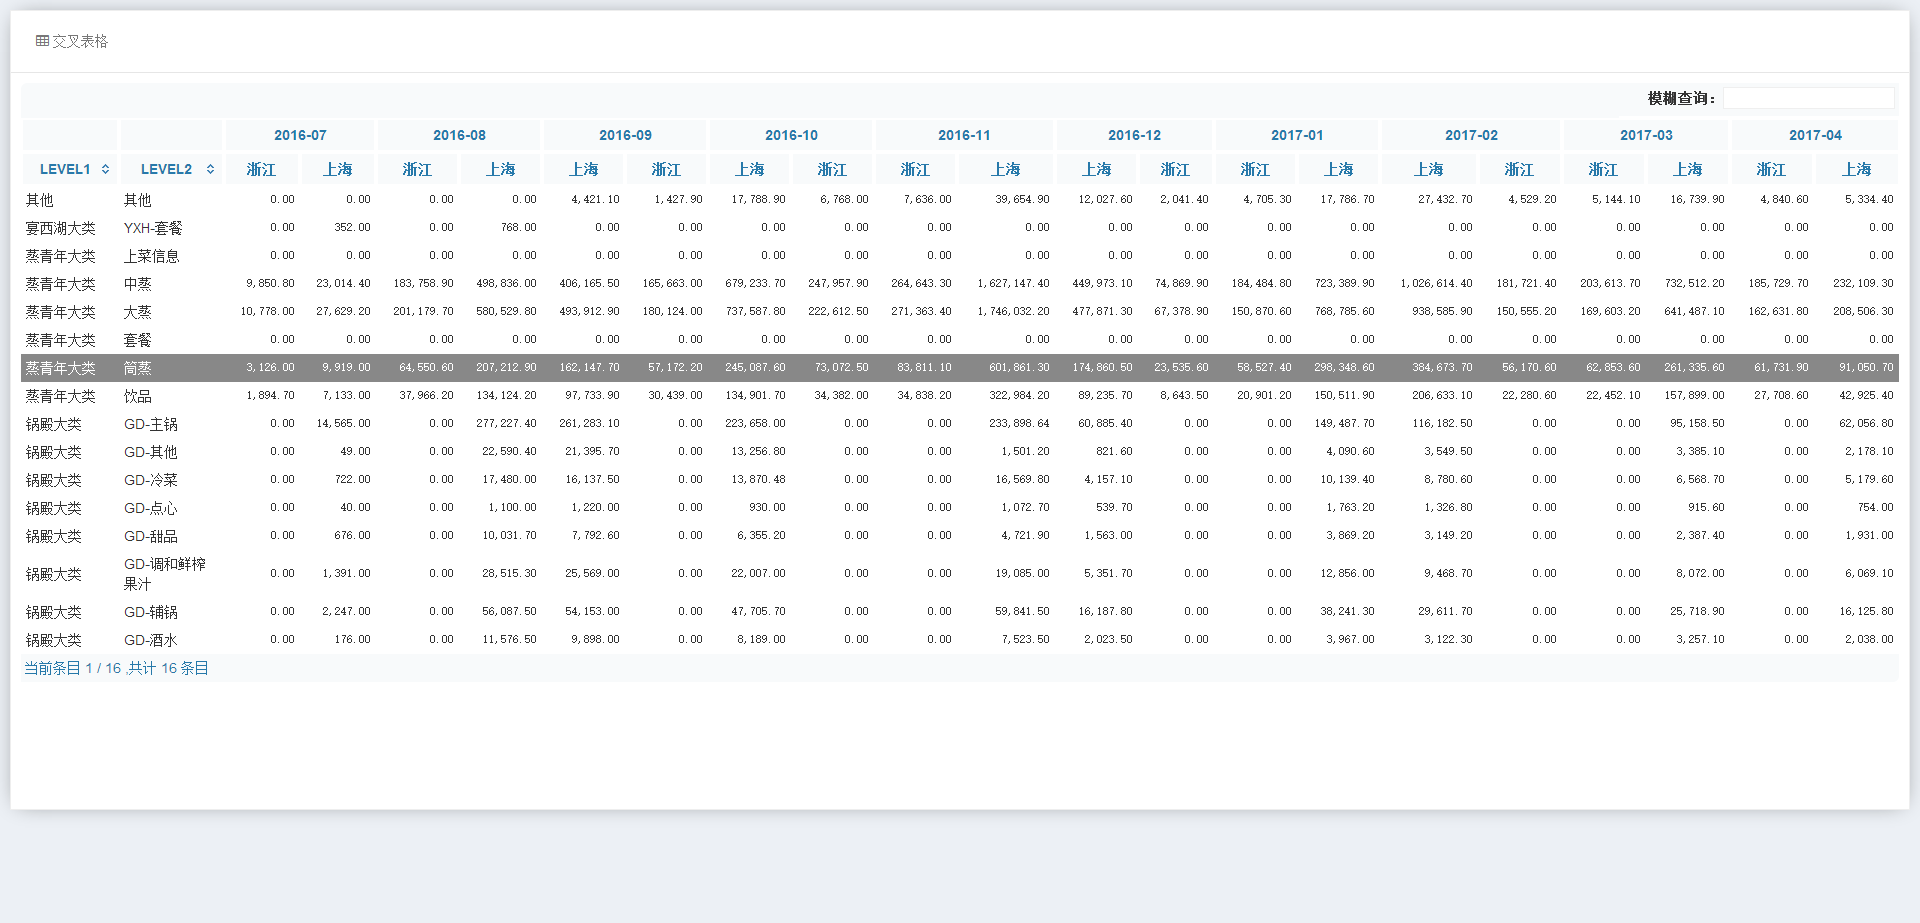 交叉表格
模糊查询：
2016-07 2016-08 2016-09 2016-10 2016-11 2016-12 2017-01 2017-02 2017-03 2017-04
LEVEL1 LEVEL2 浙江 上海 浙江 上海 上海 浙江 上海 浙江 浙江 上海 上海 浙江 浙江 上海 上海 浙江 浙江 上海 浙江 上海
其他 其他 0.00 0.00 0.00 0.00 4,421.10 1,427.90 17,788.90 6,768.00 7,636.00 39,654.90 12,027.60 2,041.40 4,705.30 17,786.70 27,432.70 4,529.20 5,144.10 16,739.90 4,840.60 5,334.40
宴西湖大类 YXH-套餐 0.00 352.00 0.00 768.00 0.00 0.00 0.00 0.00 0.00 0.00 0.00 0.00 0.00 0.00 0.00 0.00 0.00 0.00 0.00 0.00
蒸青年大类 上菜信息 0.00 0.00 0.00 0.00 0.00 0.00 0.00 0.00 0.00 0.00 0.00 0.00 0.00 0.00 0.00 0.00 0.00 0.00 0.00 0.00
蒸青年大类 中蒸 9,850.80 23,014.40 183,758.90 498,836.00 406,165.50 165,663.00 679,233.70 247,957.90 264,643.30 1,627,147.40 449,973.10 74,869.90 184,484.80 723,389.90 1,026,614.40 181,721.40 203,613.70 732,512.20 185,729.70 232,109.30
蒸青年大类 大蒸 10,778.00 27,629.20 201,179.70 580,529.80 493,912.90 180,124.00 737,587.80 222,612.50 271,363.40 1,746,032.20 477,871.30 67,378.90 150,870.60 768,785.60 938,585.90 150,555.20 169,603.20 641,487.10 162,631.80 208,506.30
蒸青年大类 套餐 0.00 0.00 0.00 0.00 0.00 0.00 0.00 0.00 0.00 0.00 0.00 0.00 0.00 0.00 0.00 0.00 0.00 0.00 0.00 0.00
蒸青年大类 筒蒸 3,126.00 9,919.00 64,550.60 207,212.90 162,147.70 57,172.20 245,087.60 73,072.50 83,811.10 601,861.30 174,860.50 23,535.60 58,527.40 298,348.60 384,673.70 56,170.60 62,853.60 261,335.60 61,731.90 91,050.70
蒸青年大类 饮品 1,894.70 7,133.00 37,966.20 134,124.20 97,733.90 30,439.00 134,901.70 34,382.00 34,838.20 322,984.20 89,235.70 8,643.50 20,901.20 150,511.90 206,633.10 22,280.60 22,452.10 157,899.00 27,708.60 42,925.40
锅殿大类 GD-主锅 0.00 14,565.00 0.00 277,227.40 261,283.10 0.00 223,658.00 0.00 0.00 233,898.64 60,885.40 0.00 0.00 149,487.70 116,182.50 0.00 0.00 95,158.50 0.00 62,056.80
锅殿大类 GD-其他 0.00 49.00 0.00 22,590.40 21,395.70 0.00 13,256.80 0.00 0.00 1,501.20 821.60 0.00 0.00 4,090.60 3,549.50 0.00 0.00 3,385.10 0.00 2,178.10
锅殿大类 GD-冷菜 0.00 722.00 0.00 17,480.00 16,137.50 0.00 13,870.48 0.00 0.00 16,569.80 4,157.10 0.00 0.00 10,139.40 8,780.60 0.00 0.00 6,568.70 0.00 5,179.60
锅殿大类 GD-点心 0.00 40.00 0.00 1,100.00 1,220.00 0.00 930.00 0.00 0.00 1,072.70 539.70 0.00 0.00 1,763.20 1,326.80 0.00 0.00 915.60 0.00 754.00
锅殿大类 GD-甜品 0.00 676.00 0.00 10,031.70 7,792.60 0.00 6,355.20 0.00 0.00 4,721.90 1,563.00 0.00 0.00 3,869.20 3,149.20 0.00 0.00 2,387.40 0.00 1,931.00
锅殿大类 GD-调和鲜榨
果汁 0.00 1,391.00 0.00 28,515.30 25,569.00 0.00 22,007.00 0.00 0.00 19,085.00 5,351.70 0.00 0.00 12,856.00 9,468.70 0.00 0.00 8,072.00 0.00 6,069.10
锅殿大类 GD-辅锅 0.00 2,247.00 0.00 56,087.50 54,153.00 0.00 47,705.70 0.00 0.00 59,841.50 16,187.80 0.00 0.00 38,241.30 29,611.70 0.00 0.00 25,718.90 0.00 16,125.80
锅殿大类 GD-酒水 0.00 176.00 0.00 11,576.50 9,898.00 0.00 8,189.00 0.00 0.00 7,523.50 2,023.50 0.00 0.00 3,967.00 3,122.30 0.00 0.00 3,257.10 0.00 2,038.00
当前条目 1 / 16 ,共计 16 条目